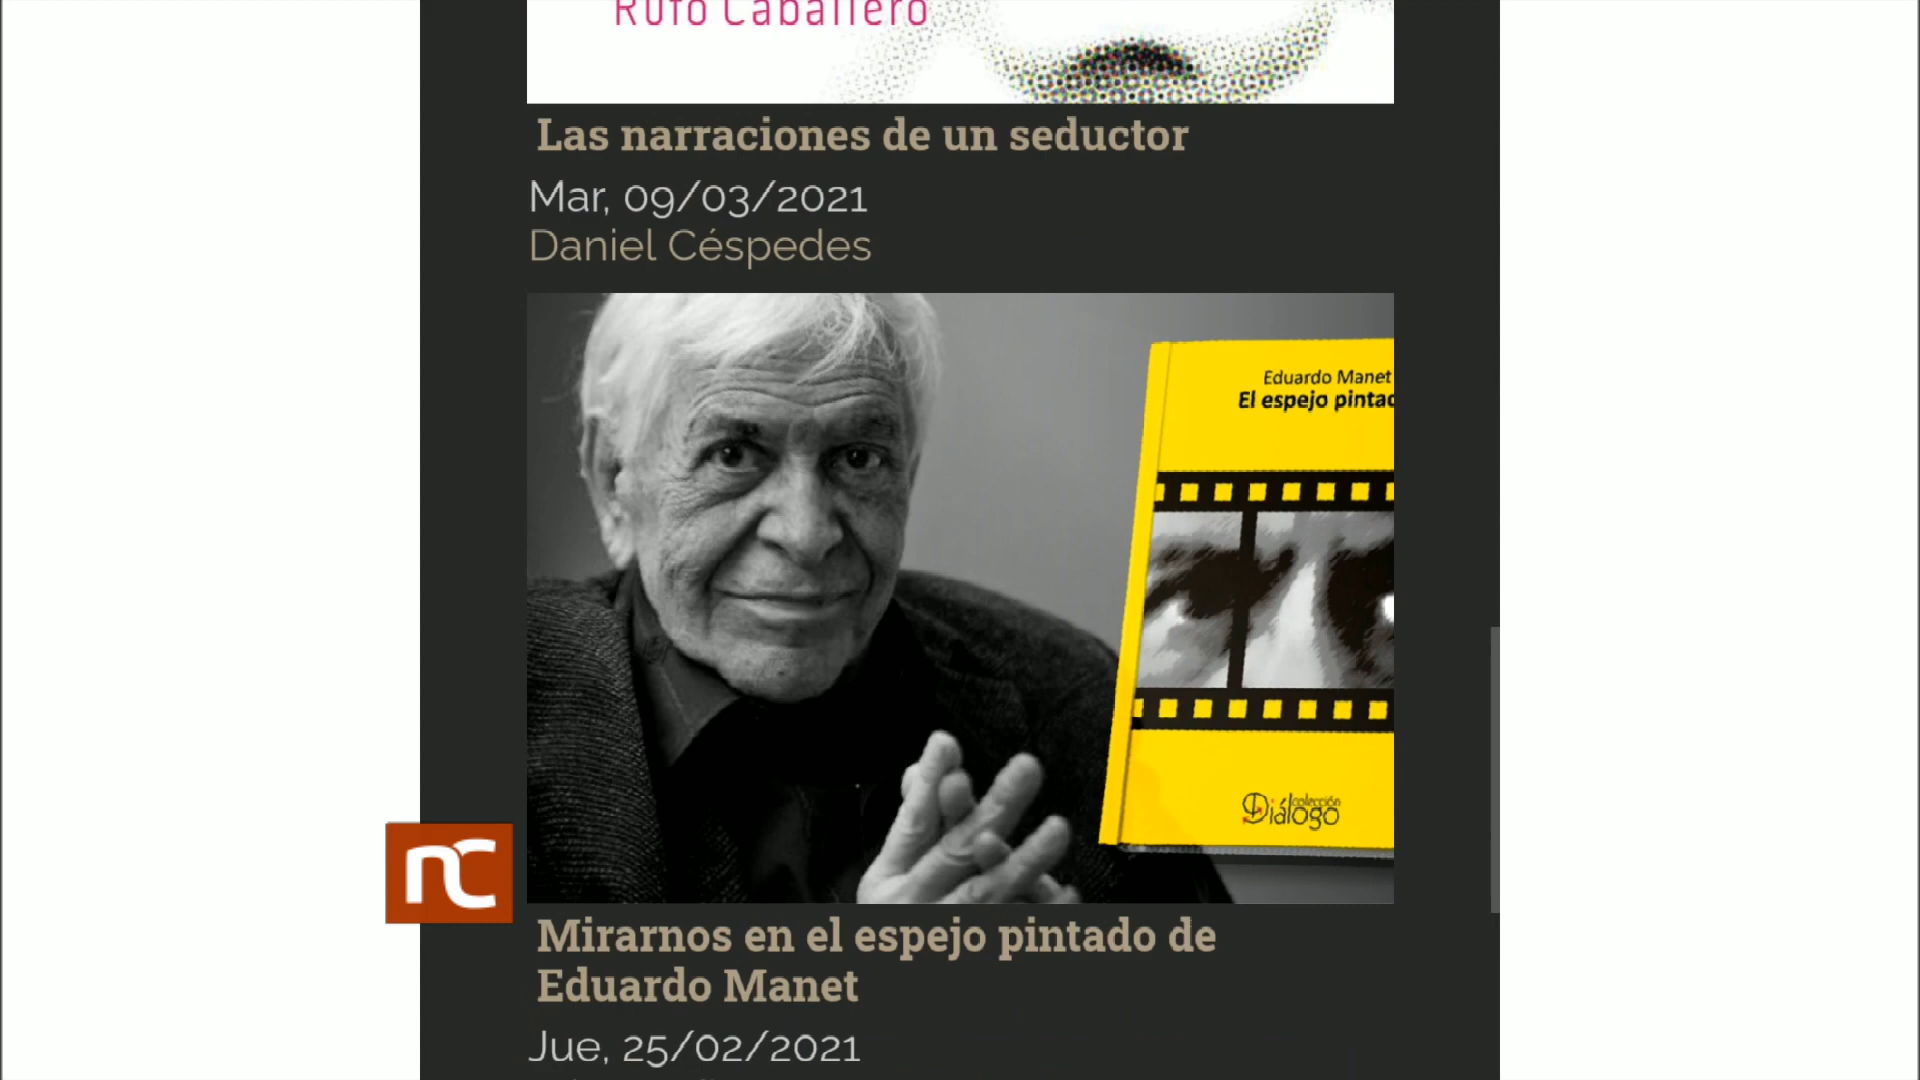 Rufo Caballero
Las narraciones de un seductor
Mar, 09/03/2021
Daniel Céspedes
Eduardo Manet
El espejo pintad
colección
Diálogo
nc
Mirarnos en el espejo pintado de
Eduardo Manet
Jue, 25/02/2021